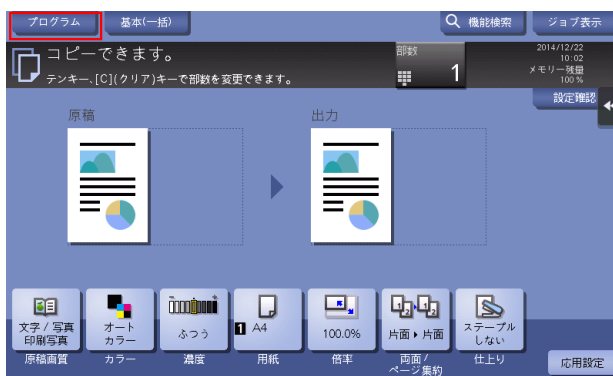 プログラム
基本(一括)
機能検索
ジョブ表示
コピーできます。
テンキー、[C](クリア)キーで部数を変更できます。
部数
1
2014/12/22
10:02
メモリー残量
100%
設定確認
原稿
出力
文字 / 写真
印刷写真
原稿画質
オート
カラー
カラー
ふつう
濃度
1 A4
用紙
100.0%
倍率
1 2 1 2
片面 ▸ 片面
両面 /
ページ集約
ステープル
しない
仕上り
応用設定